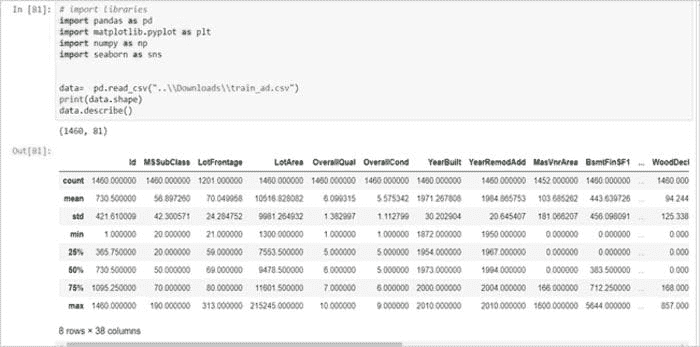 In [81]: # import libraries
import pandas as pd
import matplotlib.pyplot as plt
import numpy as np
import seaborn as sns
data= pd.read_csv("..\\Downloads\\train_ad.csv")
print(data.shape)
data.describe()
(1460, 81)
Out[81]:
Id MSSubClass LotFrontage LotArea OverallQual OverallCond YearBuilt YearRemodAdd MasVnrArea BsmtFinSF1 ... WoodDecl
count 1460.000000 1460.000000 1201.000000 1460.000000 1460.000000 1460.000000 1460.000000 1460.000000 1452.000000 1460.000000 ... 1460.000
mean 730.500000 56.897260 70.049958 10516.828082 6.099315 5.575342 1971.267808 1984.865753 103.685262 443.639726 ... 94.244
std 421.610009 42.300571 24.284752 9981.264932 1.382997 1.112799 30.202904 20.645407 181.066207 456.098091 ... 125.338
min 1.000000 20.000000 21.000000 1300.000000 1.000000 1.000000 1872.000000 1950.000000 0.000000 0.000000 ... 0.000
25% 365.750000 20.000000 59.000000 7553.500000 5.000000 5.000000 1954.000000 1967.000000 0.000000 0.000000 ... 0.000
50% 730.500000 50.000000 69.000000 9478.500000 6.000000 5.000000 1973.000000 1994.000000 0.000000 383.500000 ... 0.000
75% 1095.250000 70.000000 80.000000 11601.500000 7.000000 6.000000 2000.000000 2004.000000 166.000000 712.250000 ... 168.000
max 1460.000000 190.000000 313.000000 215245.000000 10.000000 9.000000 2010.000000 2010.000000 1600.000000 5644.000000 ... 857.000
8 rows × 38 columns